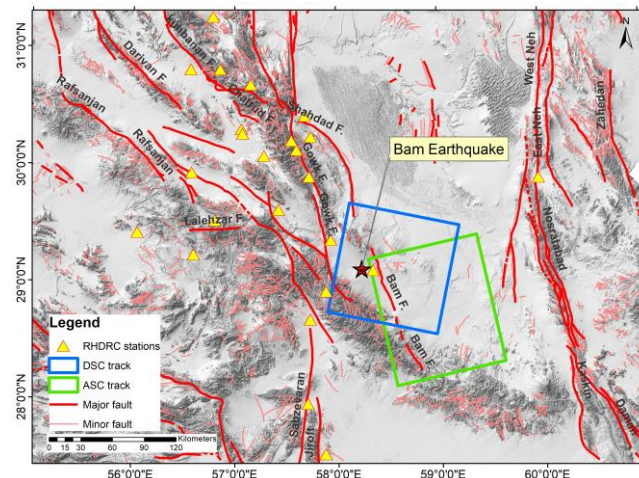 31°0'N
30°0'0"N
29°0'0"N
28°0'0"N
N
Rafsanjan
Darivan F.
Kuhbanan F.
Shahdad F.
Rafsanjan
Gowk F.
Gowk F.
Lalehzar F.
Bam Earthquake
Bam F.
Bam F.
Sabzevaran
Jiroft
West Neh
East Neh
Zahedan
Nosratabad
Kahurak
Legend
RHDRC stations
DSC track
ASC track
Major fault
Minor fault
0 15 30 60 90 120
Kilometers
56°0'0"E
57°0'0"E
58°0'0"E
59°0'0"E
60°0'0"E